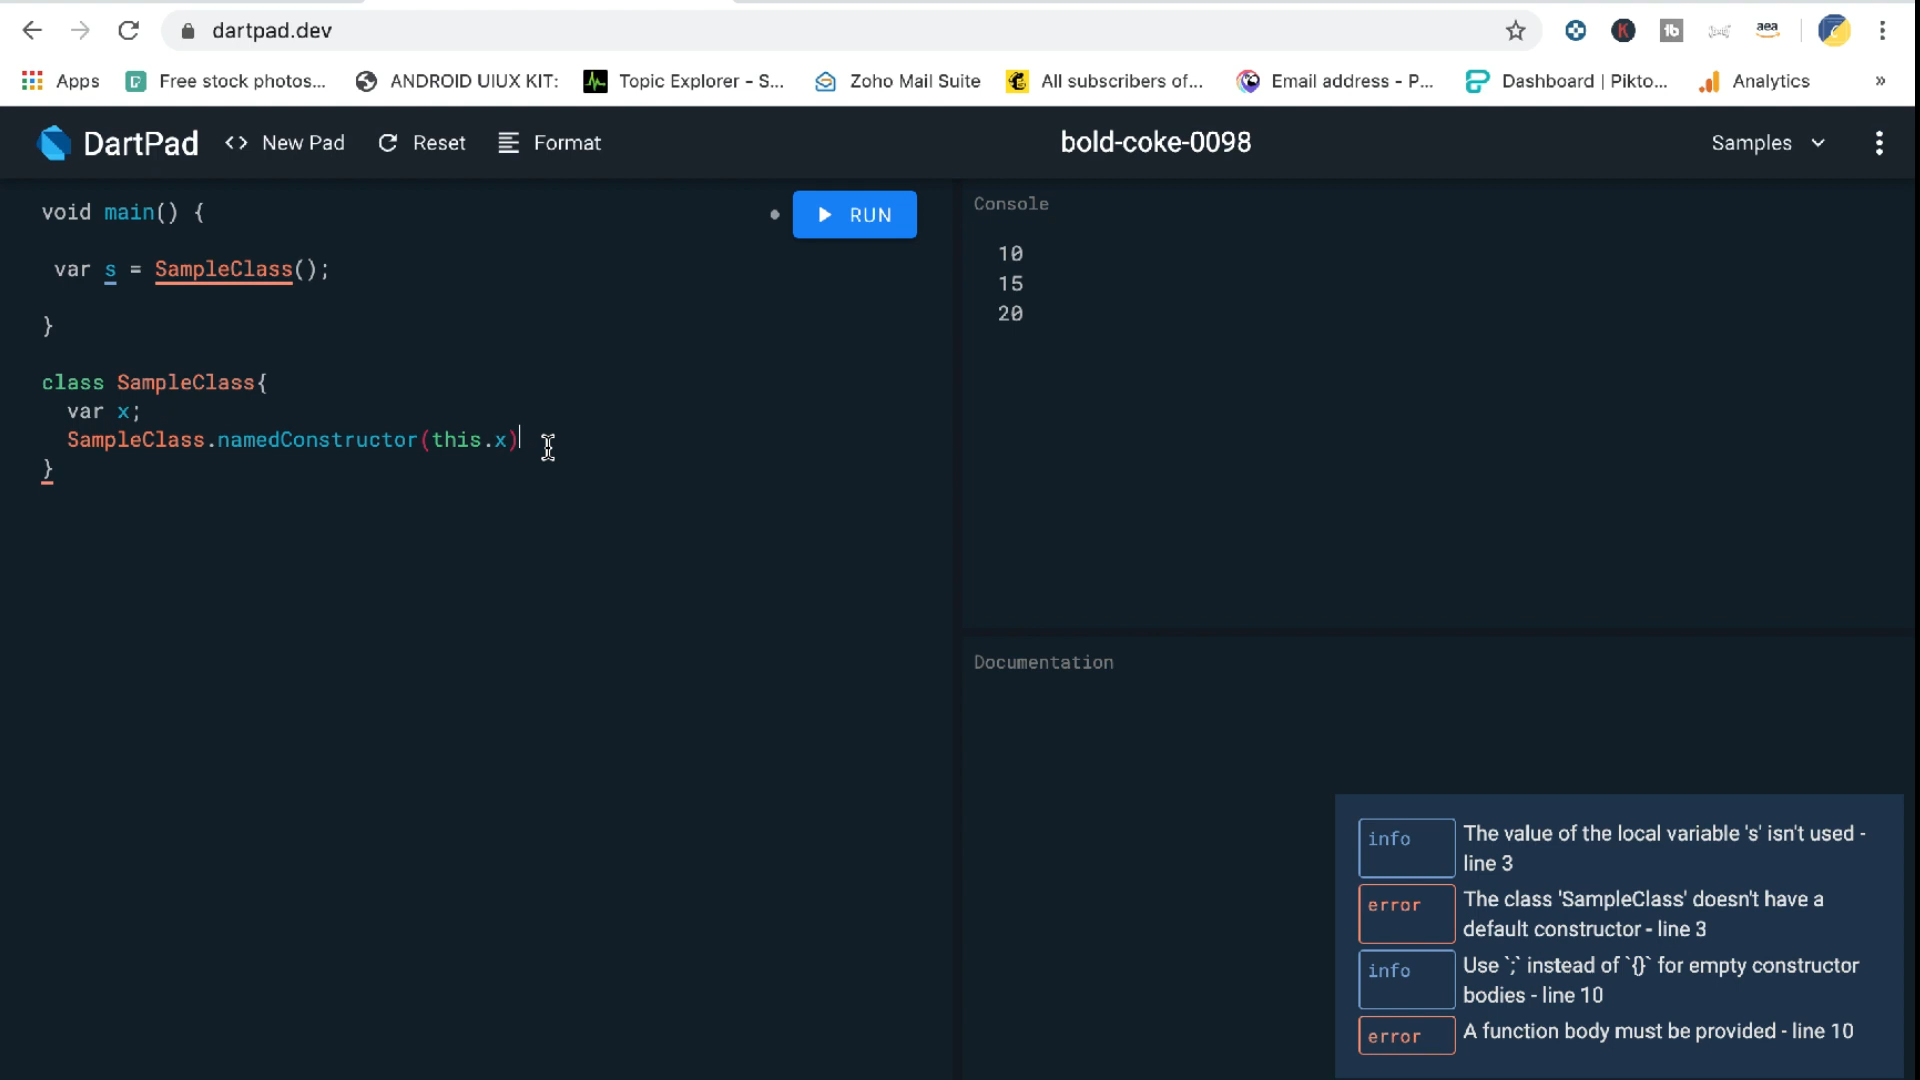 dartpad.dev
aea
Apps
Free stock photos...
ANDROID UIUX KIT:
Topic Explorer - S...
Zoho Mail Suite
All subscribers of...
Email address - P...
Dashboard | Pikto...
Analytics
»
DartPad
<> New Pad
Reset
Format
bold-coke-0098
Samples
void main() {
RUN
var s = SampleClass();
}
class SampleClass{
var x;
SampleClass.namedConstructor(this.x)
}
Console
10
15
20
Documentation
info
The value of the local variable 's' isn't used -
line 3
error
The class 'SampleClass' doesn't have a
default constructor - line 3
info
Use `;` instead of `{}` for empty constructor
bodies - line 10
error
A function body must be provided - line 10